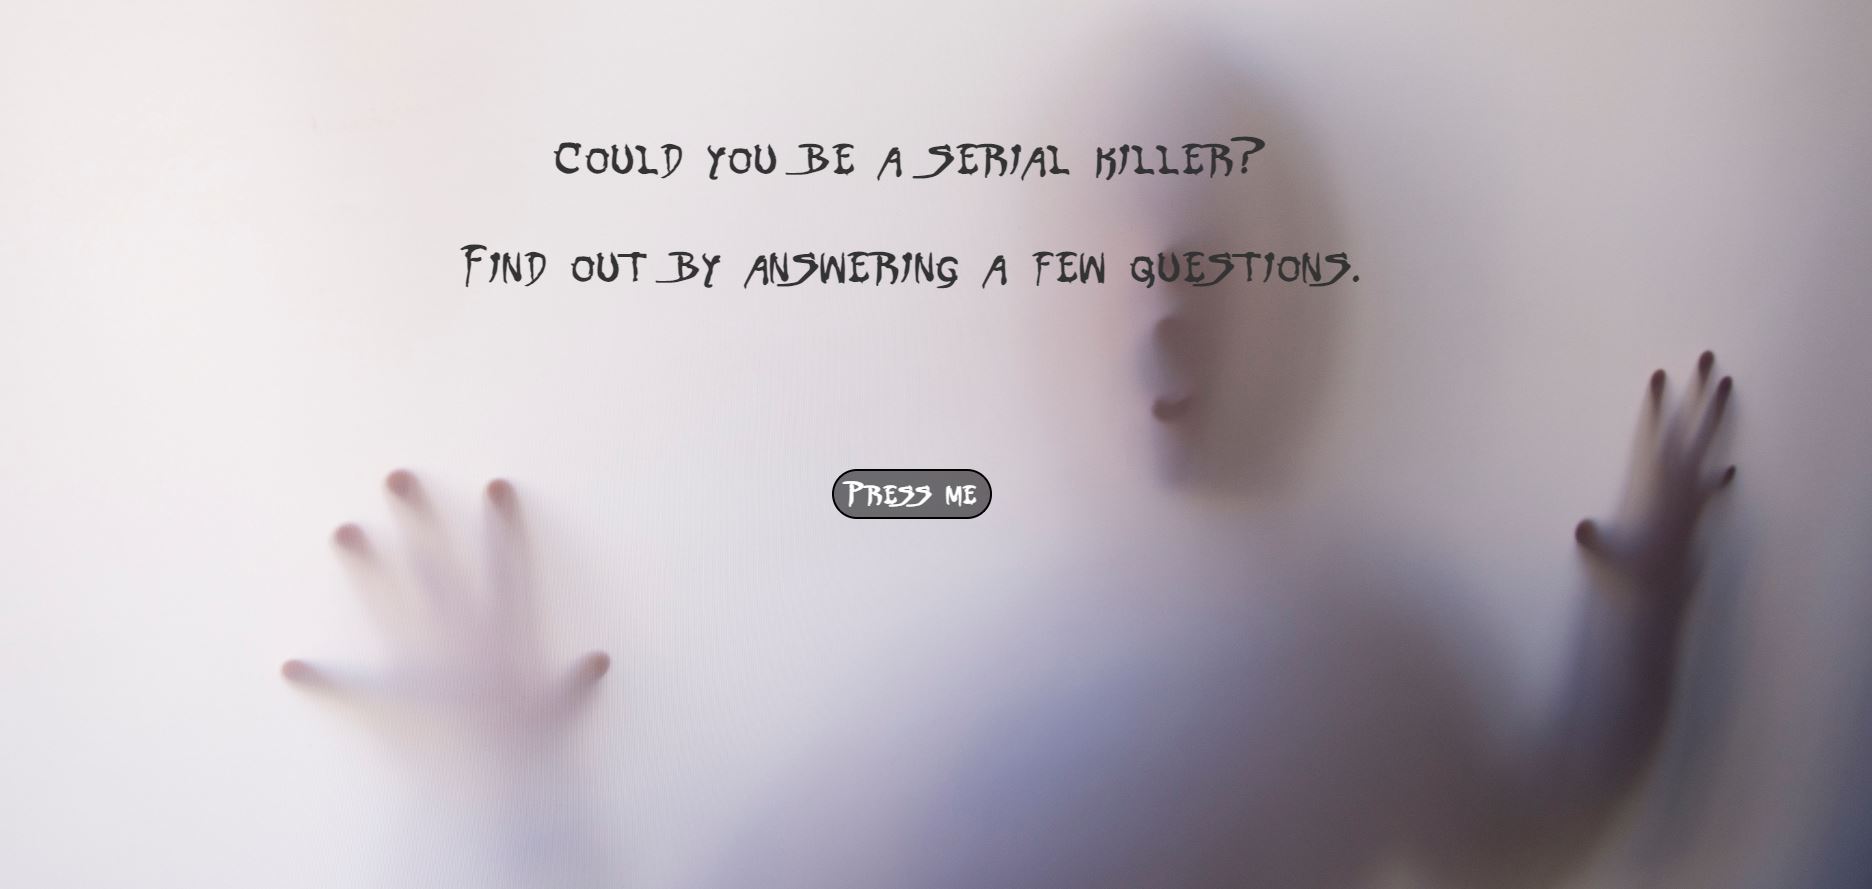 Could you be a serial killer?
Find out by answering a few questions.
Press me